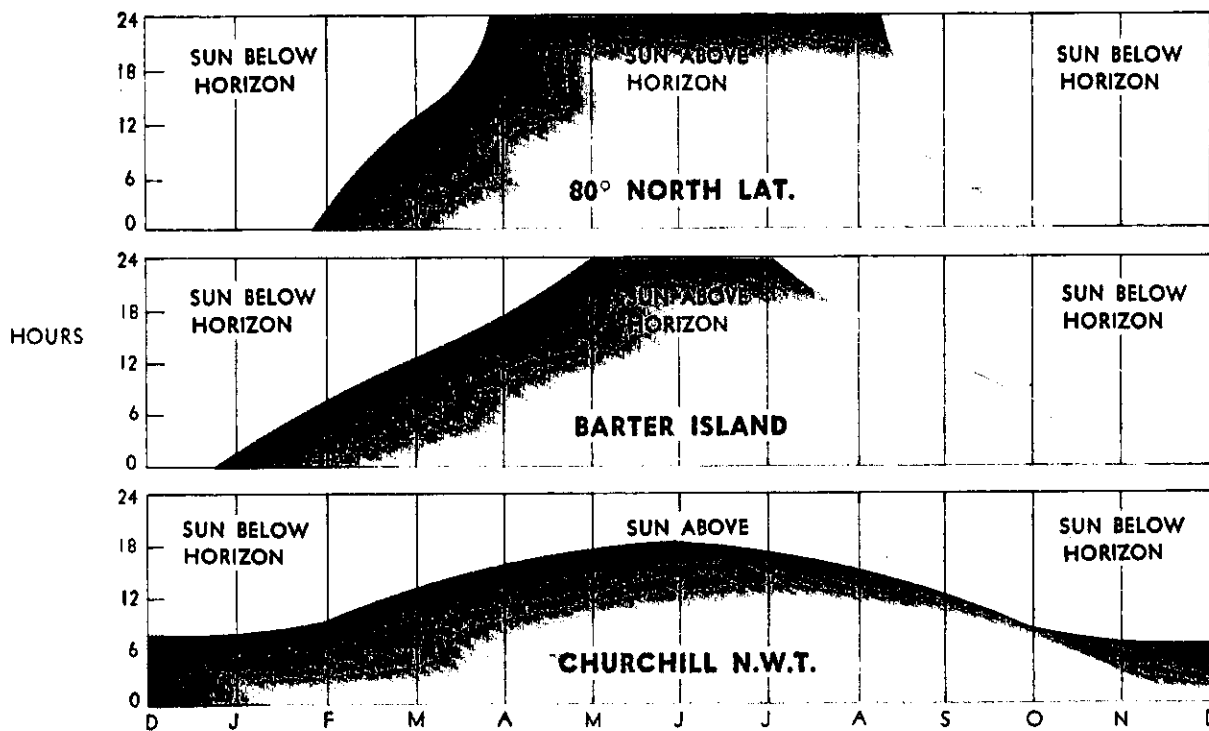 24
18
12
6
0
SUN BELOW
HORIZON
SUN ABOVE
HORIZON
SUN BELOW
HORIZON
80° NORTH LAT.
HOURS
24
18
12
6
0
SUN BELOW
HORIZON
SUN ABOVE
HORIZON
SUN BELOW
HORIZON
BARTER ISLAND
24
18
12
6
0
SUN BELOW
HORIZON
SUN ABOVE
SUN BELOW
HORIZON
CHURCHILL N.W.T.
D J F M A M J J A S O N D